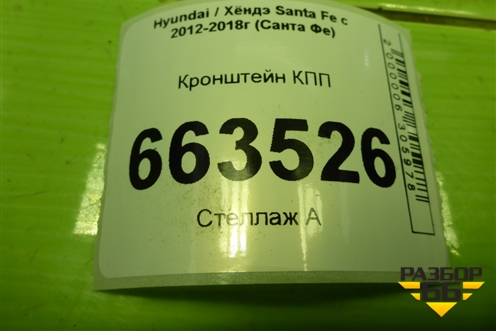 Hyundai / Хёндэ Santa Fe с
2012-2018г (Санта Фе)
Кронштейн КПП
663526
Стеллаж А
2000006305978
РАЗБОР
66